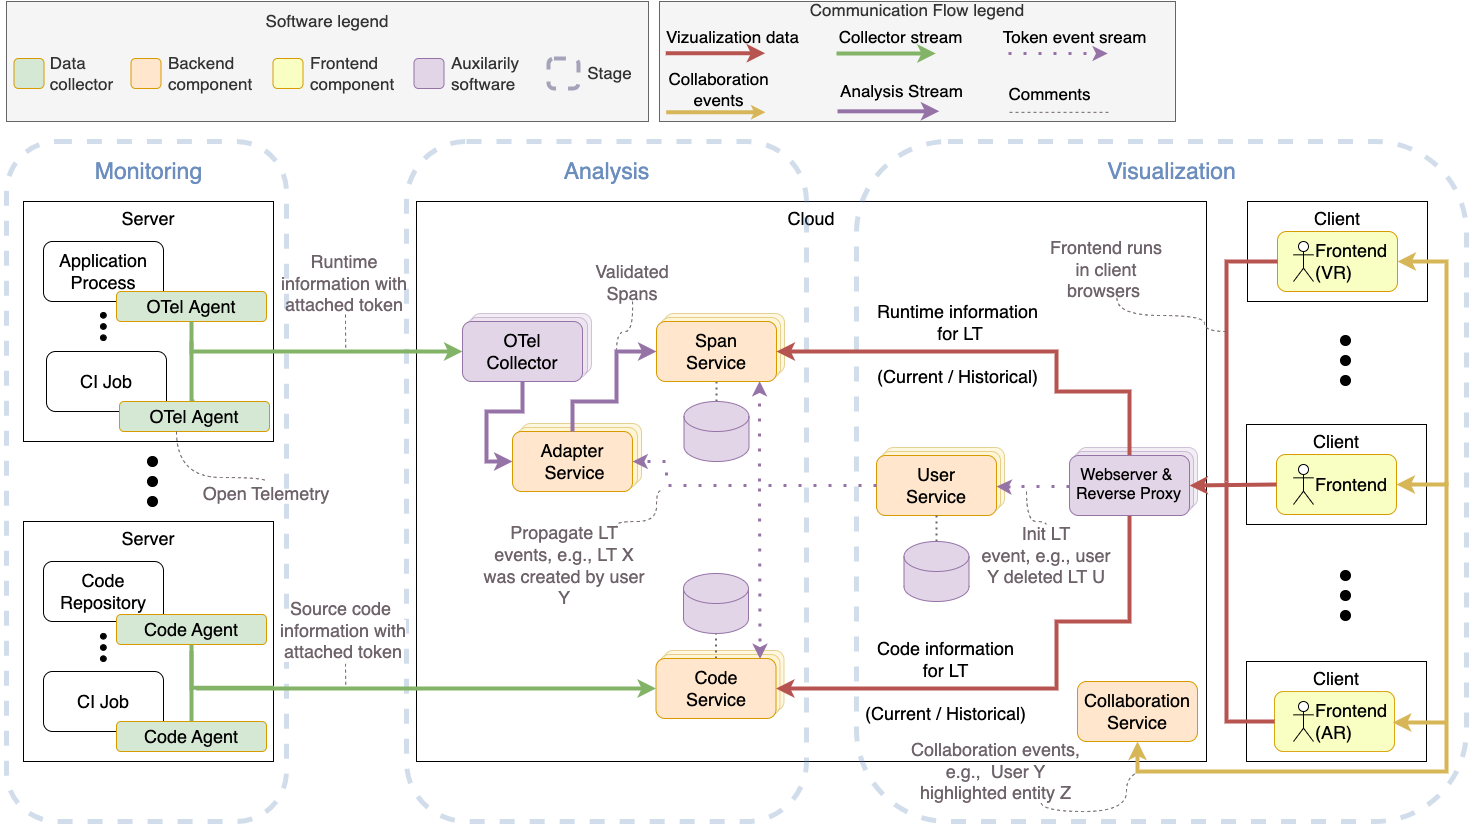 Software legend
Data
collector
Backend
component
Frontend
component
Auxilarily
software
Stage
Communication Flow legend
Vizualization data
Collector stream
Token event sream
Collaboration
events
Analysis Stream
Comments
Monitoring
Analysis
Visualization
Server
Application
Process
OTel Agent
CI Job
OTel Agent
Open Telemetry
Server
Code
Repository
Code Agent
CI Job
Code Agent
Runtime
information with
attached token
Source code
information with
attached token
Cloud
Validated
Spans
OTel
Collector
Span
Service
Adapter
Service
Propagate LT
events, e.g., LT X
was created by user
Y
Code
Service
Runtime information
for LT
(Current / Historical)
User
Service
Webserver &
Reverse Proxy
Init LT
event, e.g., user
Y deleted LT U
Code information
for LT
(Current / Historical)
Collaboration
Service
Collaboration events,
e.g.,  User Y
highlighted entity Z
Frontend runs
in client
browsers
Client
Frontend
(VR)
Client
Frontend
Client
Frontend
(AR)